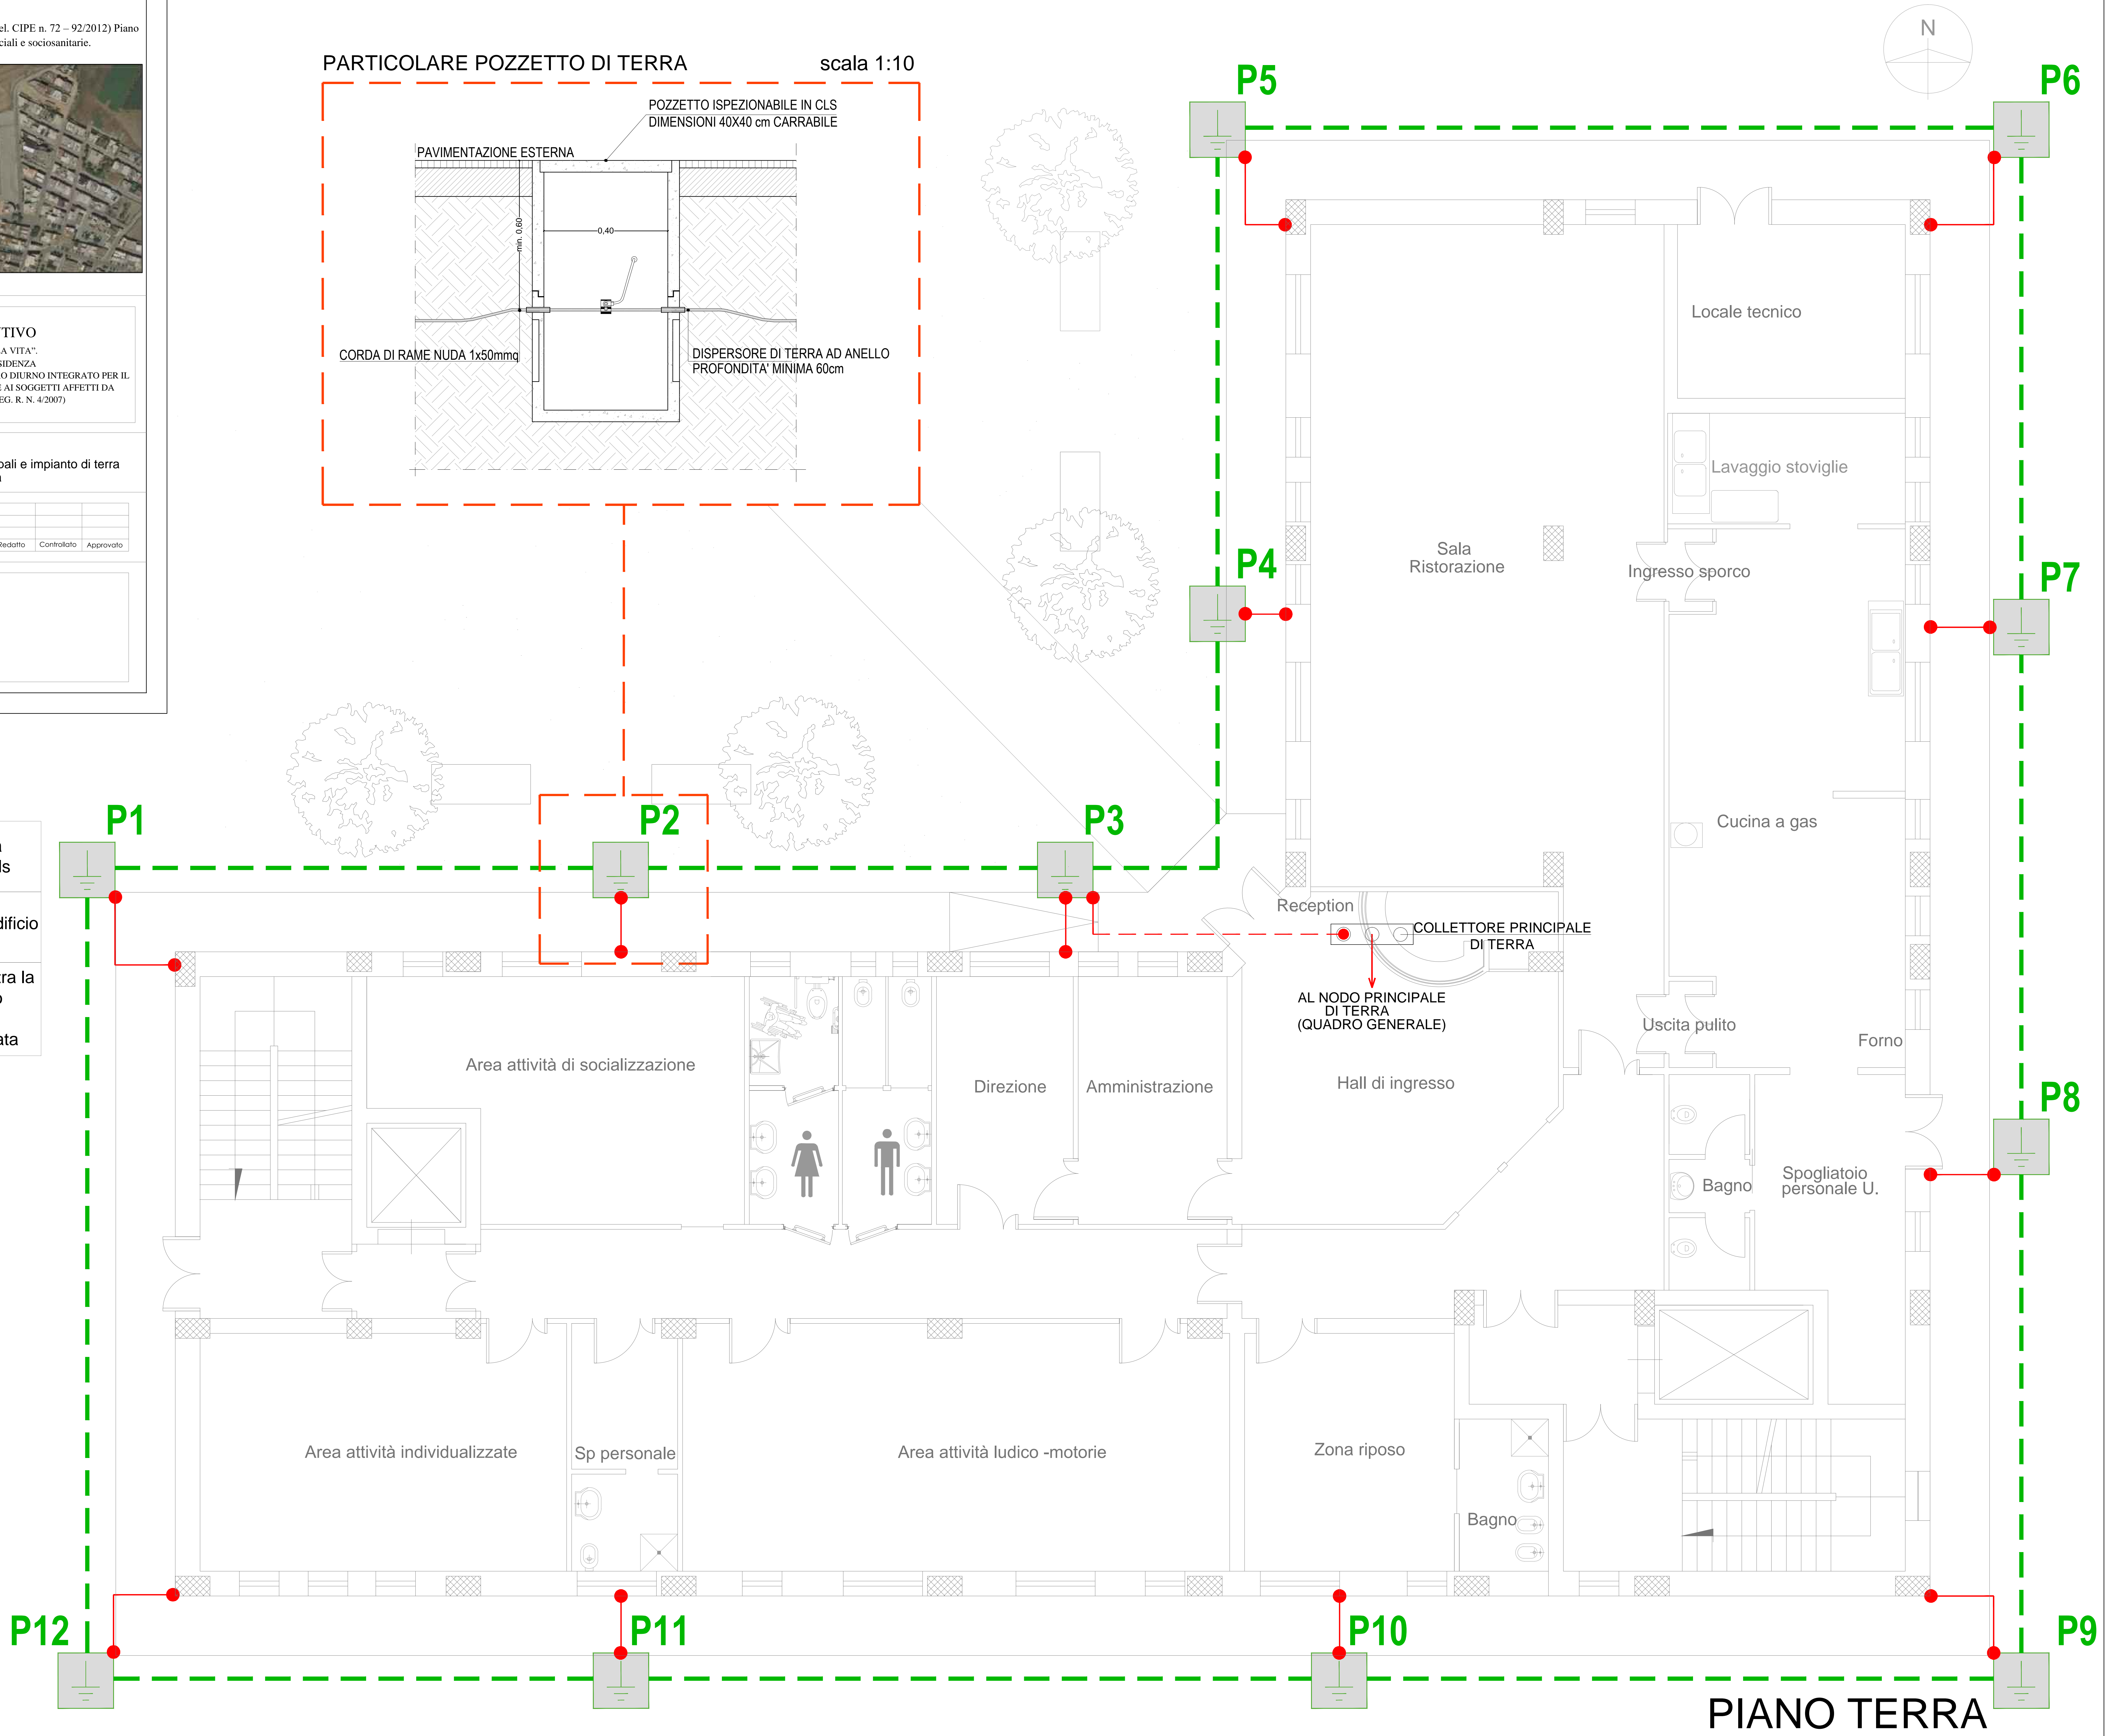 el. CIPE n. 72 – 92/2012) Piano
ciali e sociosanitarie.
TIVO
A VITA”.
SIDENZA
O DIURNO INTEGRATO PER IL
E AI SOGGETTI AFFETTI DA
EG. R. N. 4/2007)
pali e impianto di terra
Redatto
Controllato
Approvato
ls
dificio
tra la
ata
PARTICOLARE POZZETTO DI TERRA
scala 1:10
POZZETTO ISPEZIONABILE IN CLS
DIMENSIONI 40X40 cm CARRABILE
PAVIMENTAZIONE ESTERNA
min. 0,60
0,40
CORDA DI RAME NUDA 1x50mmq
DISPERSORE DI TERRA AD ANELLO
PROFONDITA' MINIMA 60cm
N
P5
P6
Locale tecnico
Lavaggio stoviglie
Sala
Ristorazione
P4
Ingresso sporco
P7
P1
P2
P3
Cucina a gas
Reception
COLLETTORE PRINCIPALE
DI TERRA
AL NODO PRINCIPALE
DI TERRA
(QUADRO GENERALE)
Uscita pulito
Forno
Area attività di socializzazione
Direzione
Amministrazione
Hall di ingresso
P8
Bagno
Spogliatoio
personale U.
Area attività individualizzate
Sp personale
Area attività ludico -motorie
Zona riposo
Bagno
P12
P11
P10
P9
PIANO TERRA